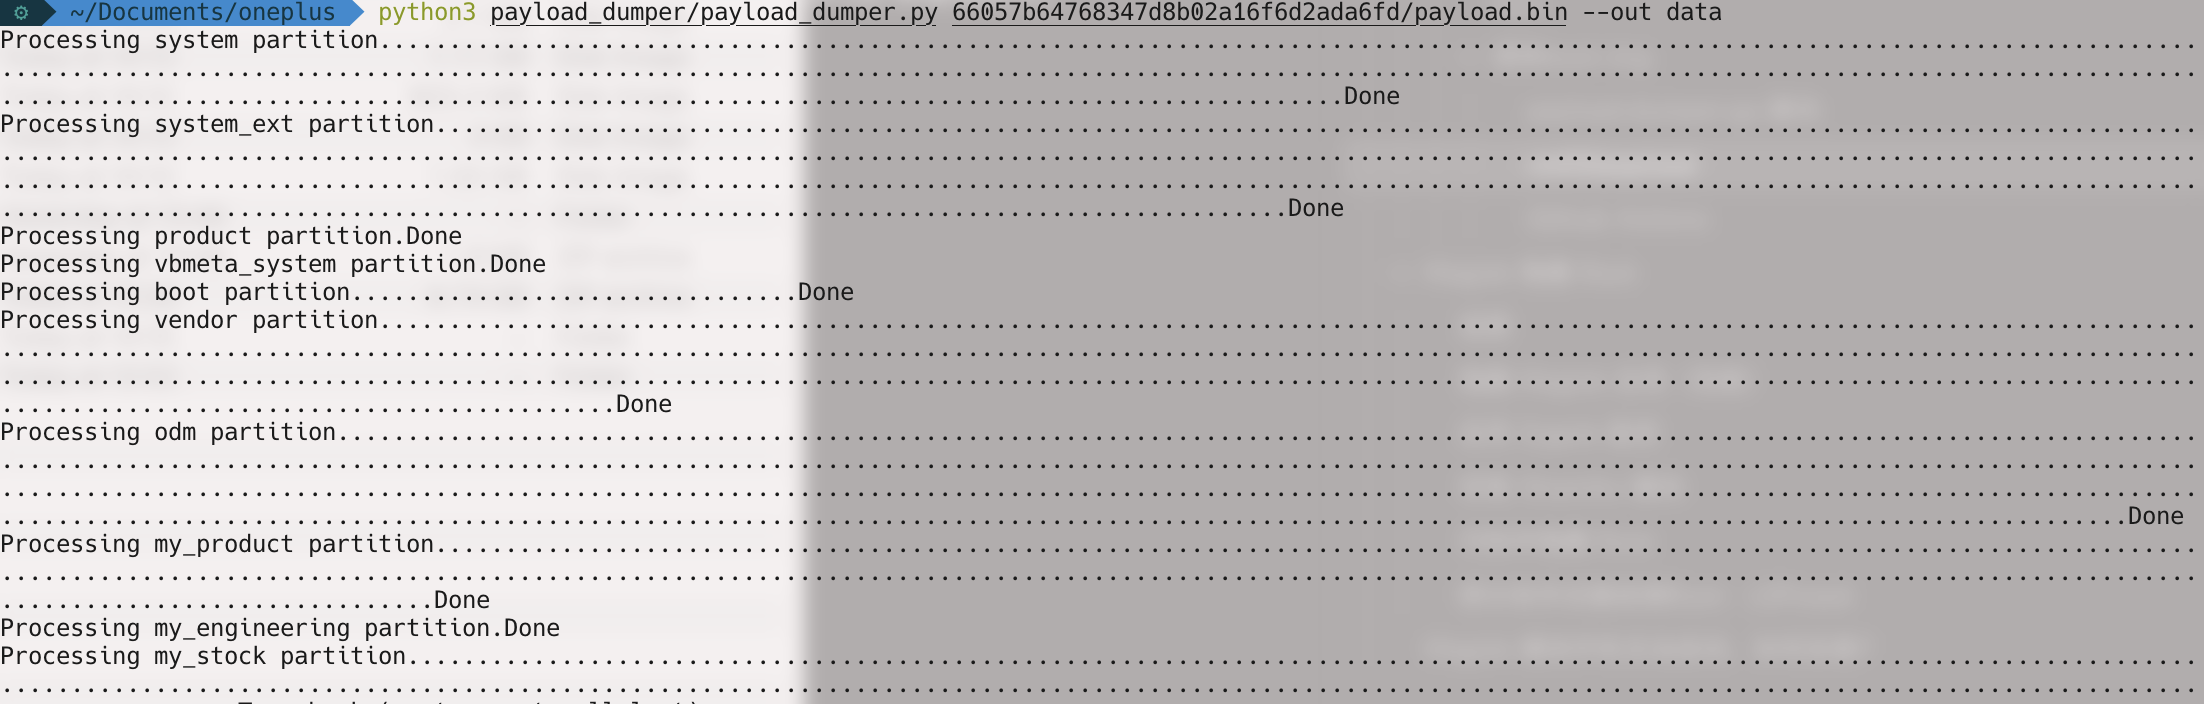 ~/Documents/oneplus python3 payload_dumper/payload_dumper.py 66057b64768347d8b02a16f6d2ada6fd/payload.bin --out data
Processing system partition..................................................................................................................................
.............................................................................................................................................................
................................................................................................Done
Processing system_ext partition..............................................................................................................................
.............................................................................................................................................................
.............................................................................................................................................................
............................................................................................Done
Processing product partition.Done
Processing vbmeta_system partition.Done
Processing boot partition................................Done
Processing vendor partition..................................................................................................................................
.............................................................................................................................................................
.............................................................................................................................................................
............................................Done
Processing odm partition.....................................................................................................................................
.............................................................................................................................................................
.............................................................................................................................................................
........................................................................................................................................................Done
Processing my_product partition..............................................................................................................................
.............................................................................................................................................................
...............................Done
Processing my_engineering partition.Done
Processing my_stock partition................................................................................................................................
.............................................................................................................................................................